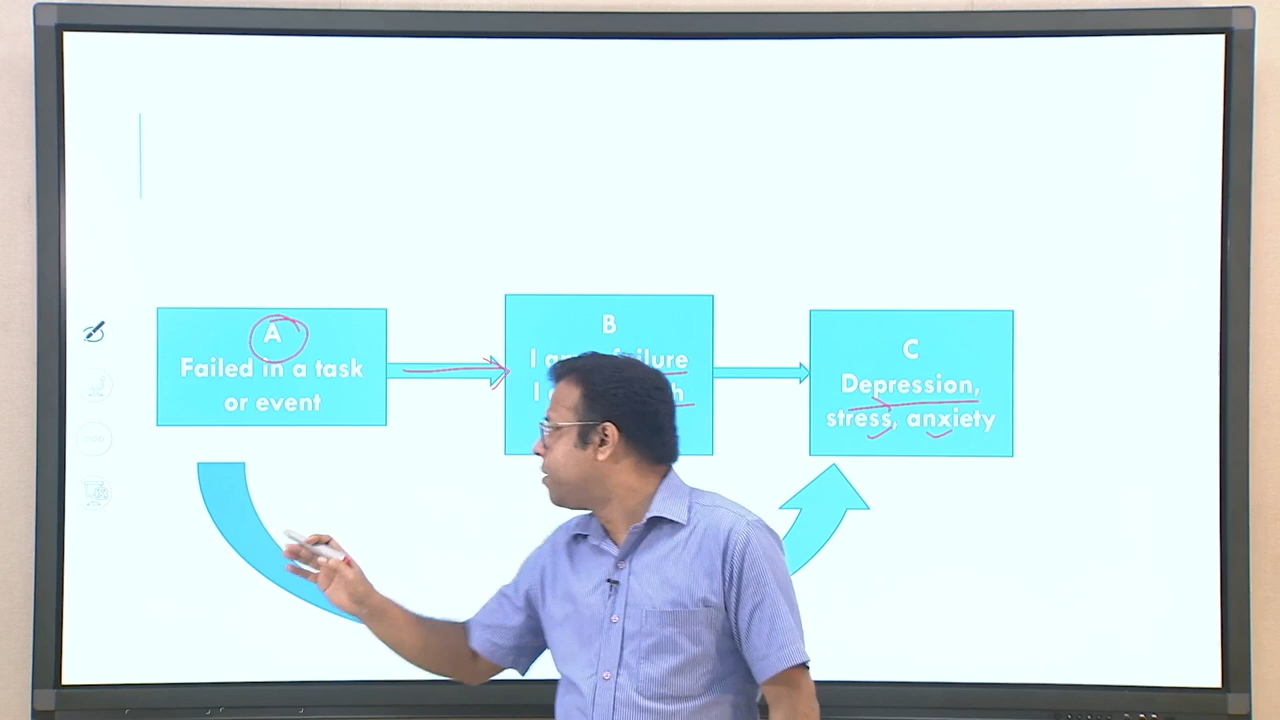 A
Failed in a task
or event
B
I
I
C
Depression,
stress, anxiety